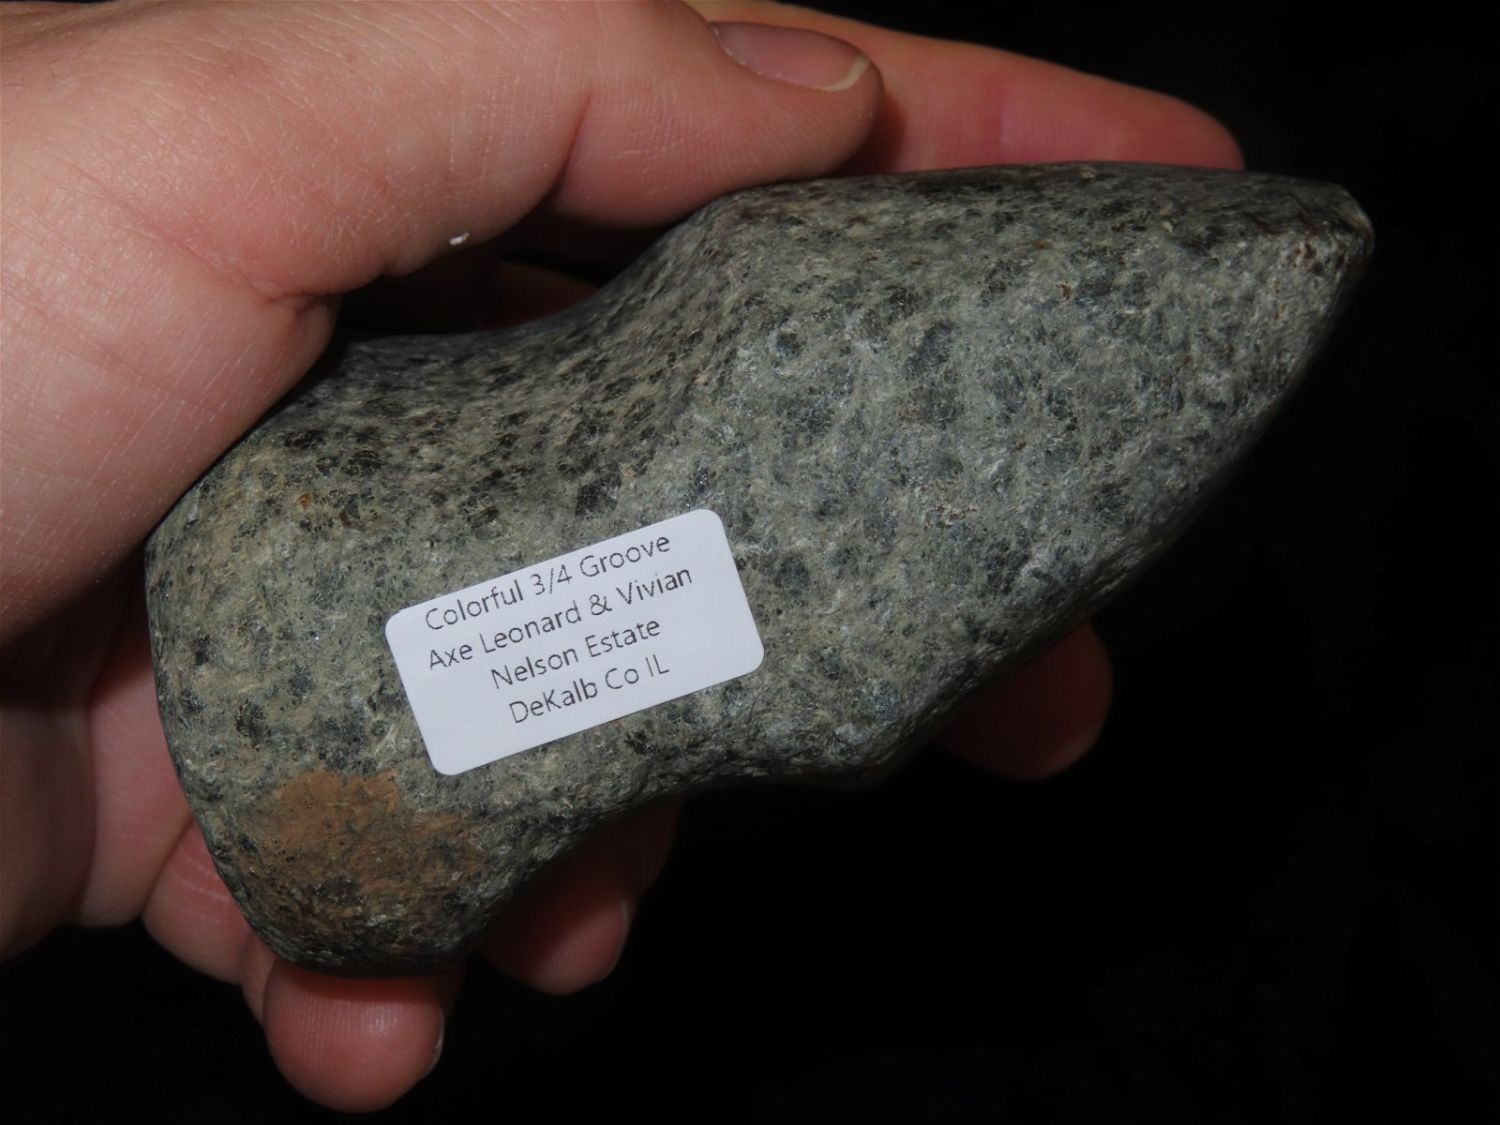 Colorful 3/4 Groove
Axe Leonard & Vivian
Nelson Estate
DeKalb Co IL